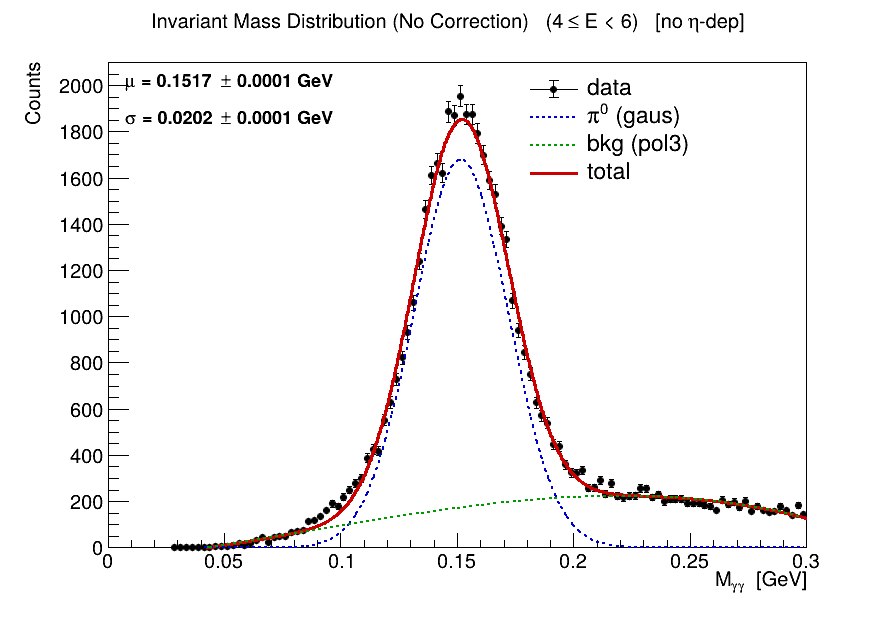 Invariant Mass Distribution (No Correction) (4 ≤ E < 6) [no η-dep]
Counts
μ = 0.1517 ± 0.0001 GeV
σ = 0.0202 ± 0.0001 GeV
data
π⁰ (gaus)
bkg (pol3)
total
2000
1800
1600
1400
1200
1000
800
600
400
200
0
0 0.05 0.1 0.15 0.2 0.25 0.3
Mγγ [GeV]